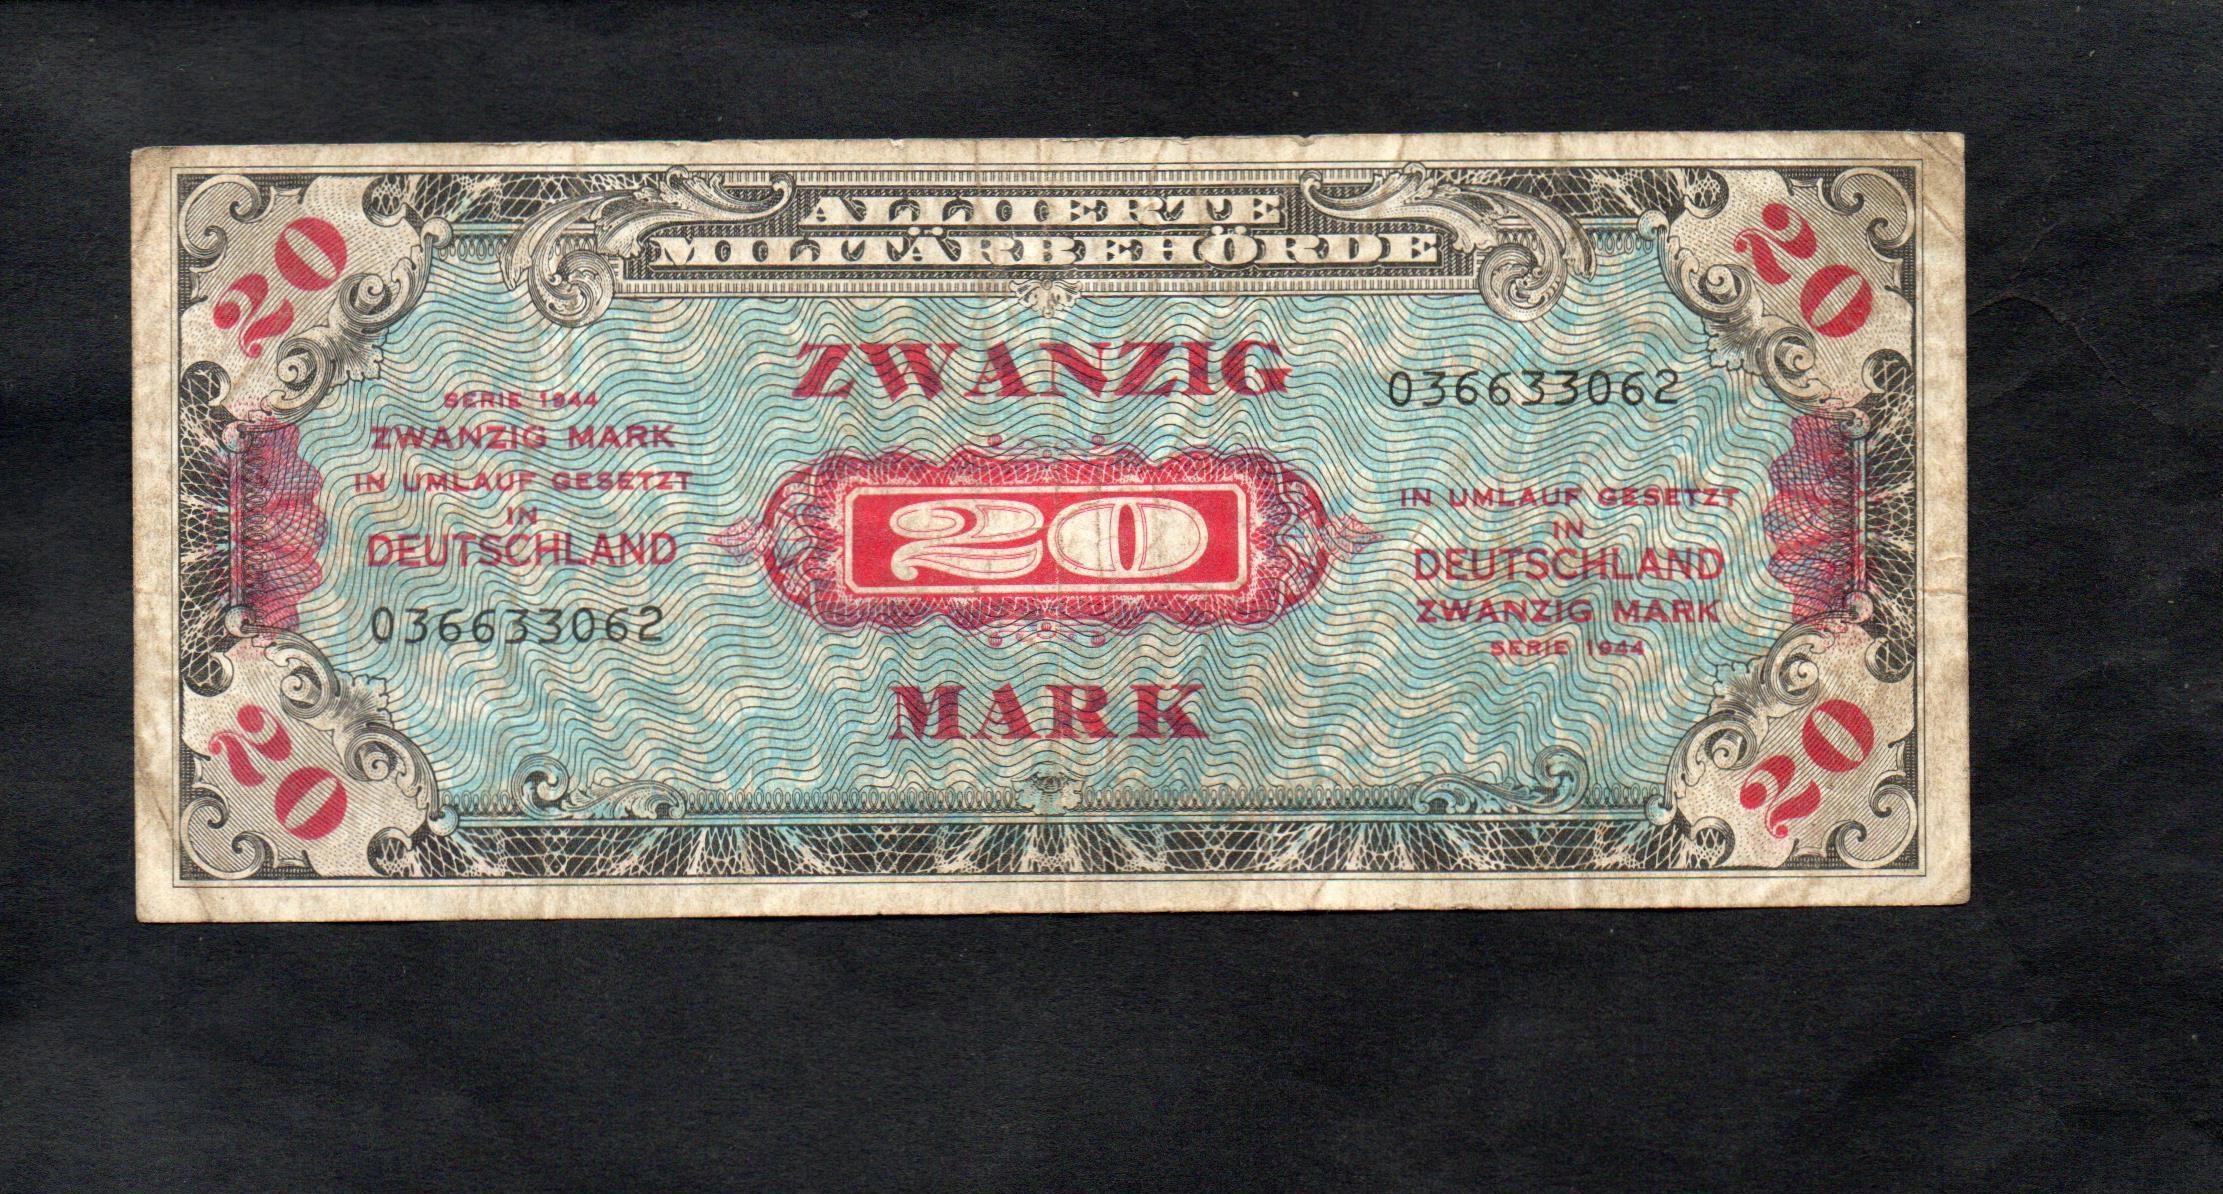 ALLIIERTE
MILITÄRBEHÖRDE
20
20
ZWANZIG
SERIE 1944
ZWANZIG MARK
IN UMLAUF GESETZT
IN
DEUTSCHLAND
036633062
20
036633062
IN UMLAUF GESETZT
IN
DEUTSCHLAND
ZWANZIG MARK
SERIE 1944
MARK
20
20